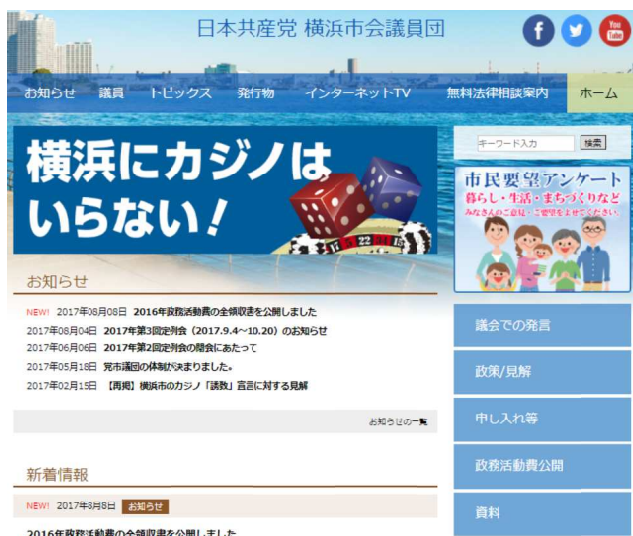 日本共産党 横浜市会議員団
f
You
Tube
お知らせ 議員 トピックス 発行物 インターネットTV 無料法律相談案内 ホーム
横浜にカジノは
いらない!
キーワード入力 検索
市民要望アンケート
暮らし・生活・まちづくりなど
みなさんのご意見・ご要望をよせてください。
お知らせ
NEW! 2017年08月08日 2016年政務活動費の全領収書を公開しました
2017年08月04日 2017年第3回定例会(2017.9.4~10.20)のお知らせ
2017年06月06日 2017年第2回定例会の閉会にあたって
2017年05月18日 党市議団の体制が決まりました。
2017年02月15日 【再掲】横浜市のカジノ「誘致」宣言に対する見解
お知らせの一覧
新着情報
NEW! 2017年8月8日 お知らせ
2016年政務活動費の全領収書を公開しました
議会での発言
政策/見解
申し入れ等
政務活動費公開
資料